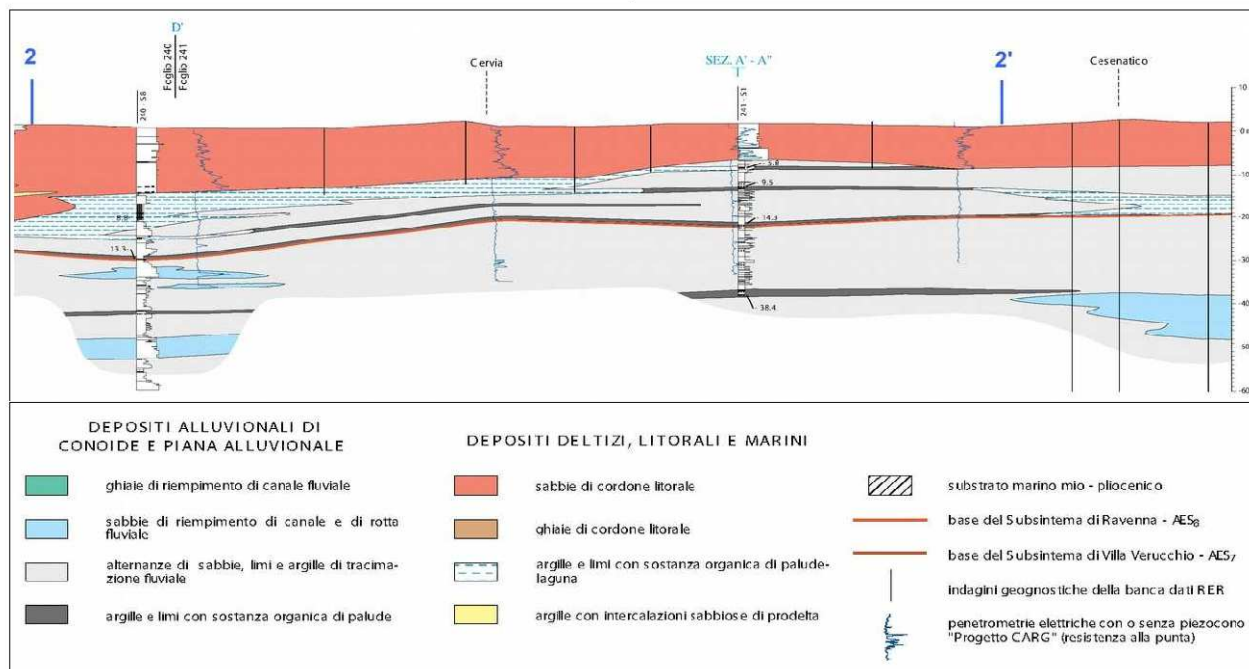 D'
2
Foglio 240
Foglio 241
Cervia
SEZ. A' - A"
2'
Cesenatico
240 - S8
241 - S1
10
0
-10
-20
-30
-40
-50
-60
9.5
14.3
38.4
DEPOSITI ALLUVIONALI DI
CONOIDE E PIANA ALLUVIONALE
ghiaie di riempimento di canale fluviale
sabbie di riempimento di canale e di rotta
fluviale
alternanze di sabbie, limi e argille di tracima-
zione fluviale
argille e limi con sostanza organica di palude
DEPOSITI DELTIZI, LITORALI E MARINI
sabbie di cordone litorale
ghiaie di cordone litorale
argille e limi con sostanza organica di palude-
laguna
argille con intercalazioni sabbiose di prodelta
substrato marino mio - pliocenico
base del Subsintema di Ravenna - AES8
base del Subsintema di Villa Verucchio - AES7
indagini geognostiche della banca dati RER
penetrometrie elettriche con o senza piezocono
"Progetto CARG" (resistenza alla punta)